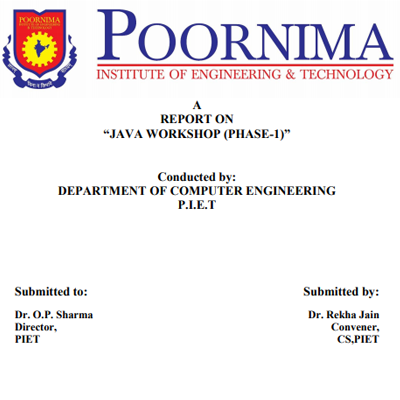 POORNIMA
INSTITUTE OF ENGINEERING & TECHNOLOGY
A
REPORT ON
“JAVA WORKSHOP (PHASE-1)”
Conducted by:
DEPARTMENT OF COMPUTER ENGINEERING
P.I.E.T
Submitted to:
Submitted by:
Dr. O.P. Sharma
Dr. Rekha Jain
Director,
Convener,
PIET
CS,PIET